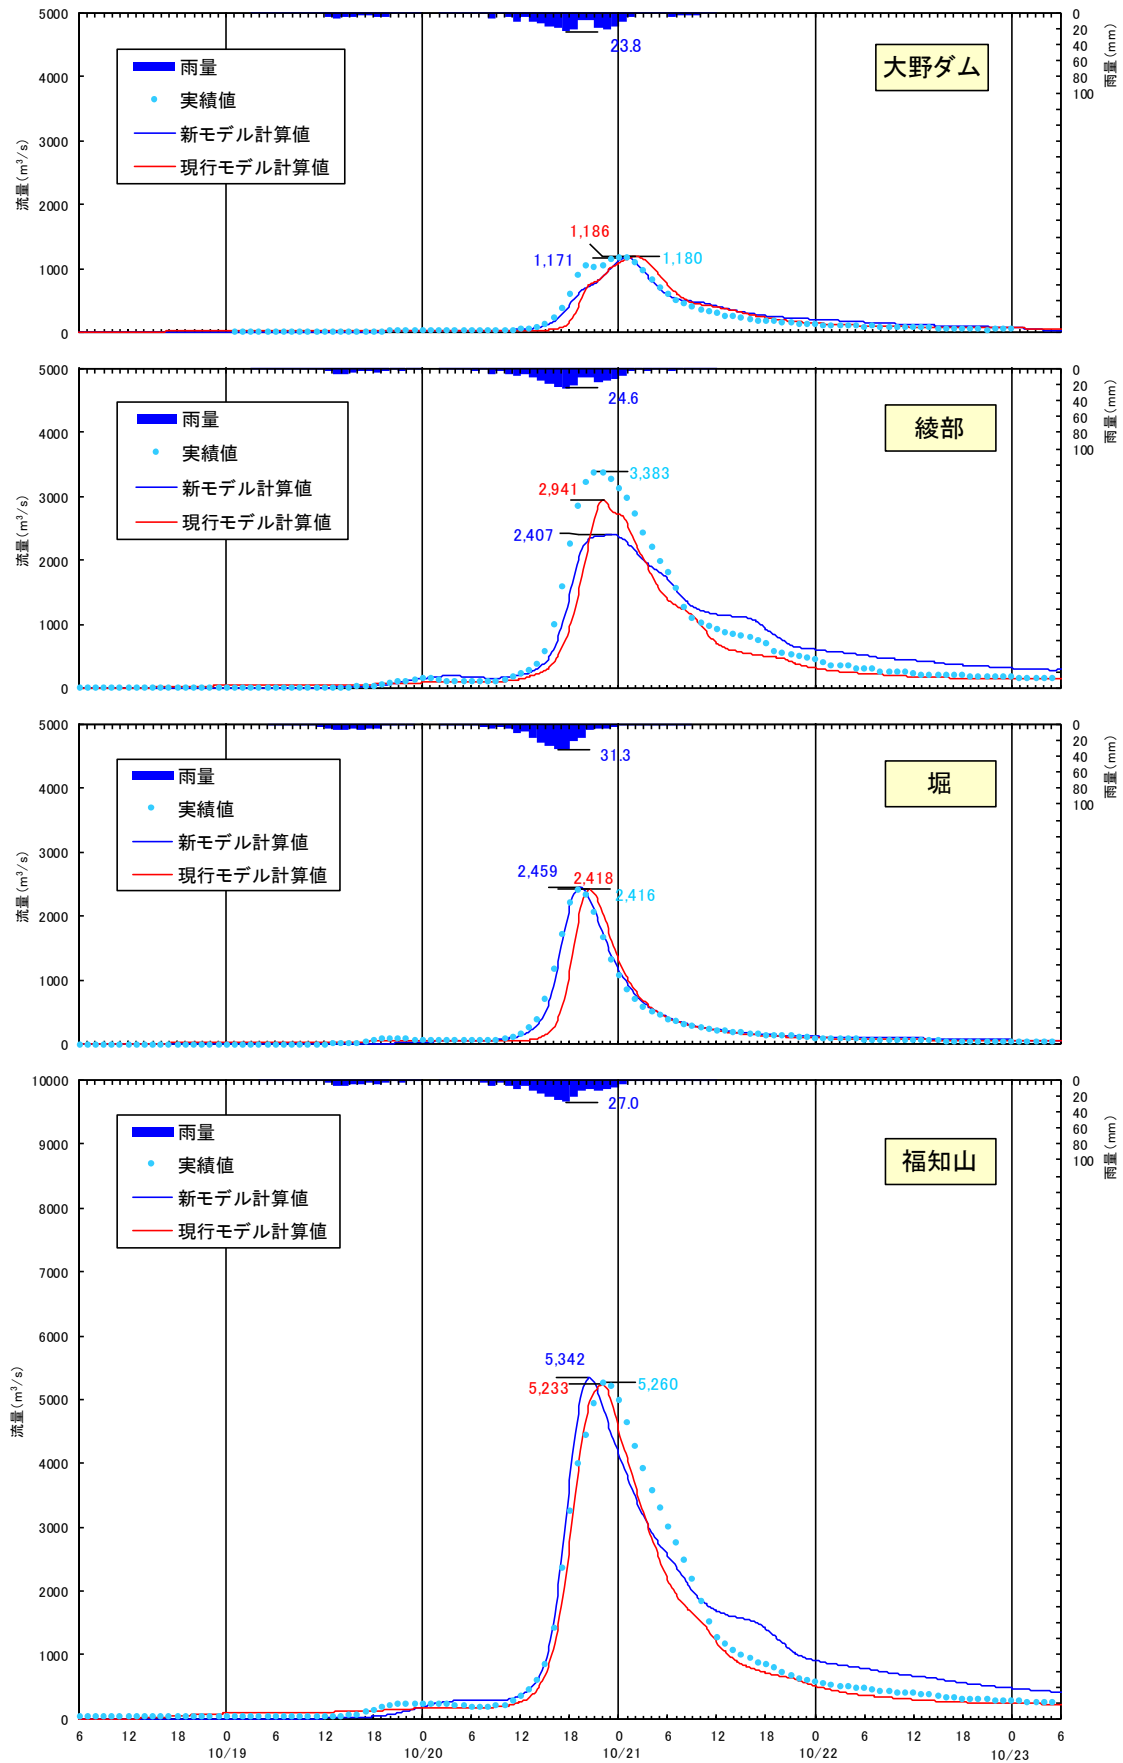 5000
4000
3000
2000
1000
0
流量(m³/s)
0
20
40
60
80
100
雨量(mm)
雨量
実績値
新モデル計算値
現行モデル計算値
大野ダム
23.8
1,186
1,171
1,180
5000
4000
3000
2000
1000
0
流量(m³/s)
0
20
40
60
80
100
雨量(mm)
雨量
実績値
新モデル計算値
現行モデル計算値
綾部
24.6
3,383
2,941
2,407
5000
4000
3000
2000
1000
0
流量(m³/s)
0
20
40
60
80
100
雨量(mm)
雨量
実績値
新モデル計算値
現行モデル計算値
堀
31.3
2,459
2,418
2,416
10000
9000
8000
7000
6000
5000
4000
3000
2000
1000
0
流量(m³/s)
0
20
40
60
80
100
雨量(mm)
雨量
実績値
新モデル計算値
現行モデル計算値
福知山
27.0
5,342
5,233
5,260
6 12 18 0 6 12 18 0 6 12 18 0 6 12 18 0 6 12 18 0 6
10/19 10/20 10/21 10/22 10/23